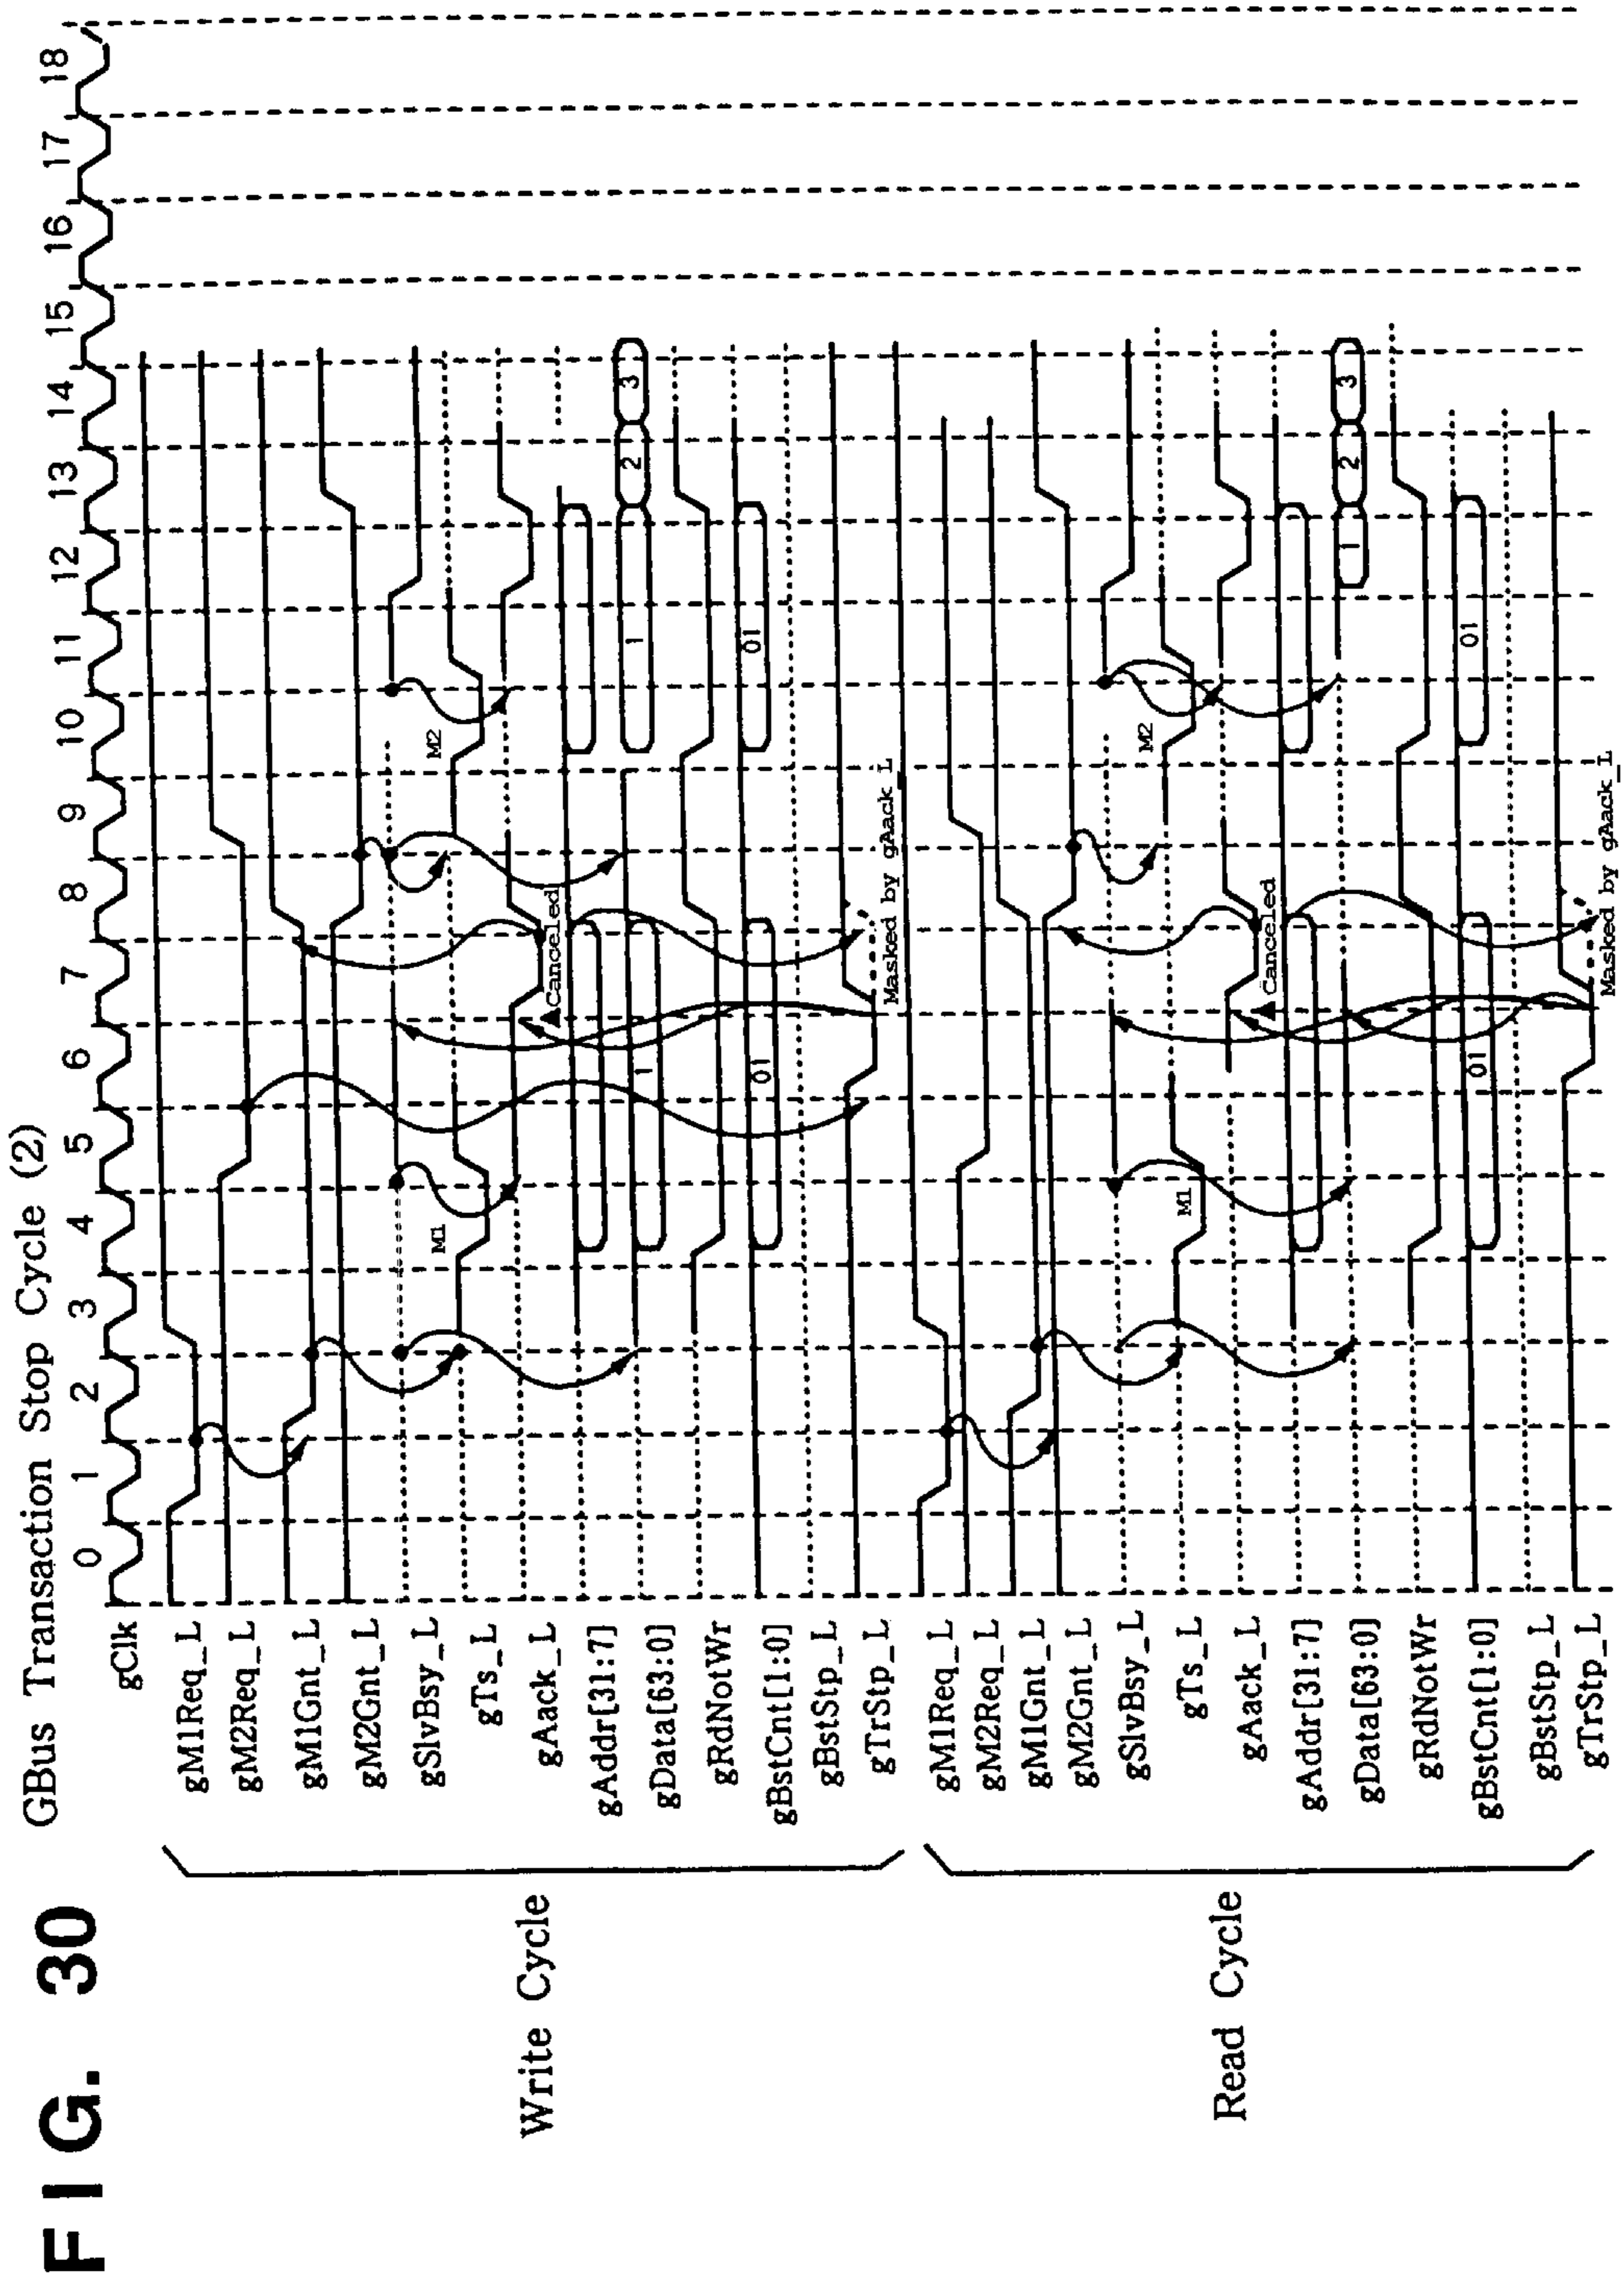 FIG. 30
GBus Transaction Stop Cycle (2)
0 1 2 3 4 5 6 7 8 9 10 11 12 13 14 15 16 17 18
gClk
Write Cycle
gM1Req_L
gM2Req_L
gM1Gnt_L
gM2Gnt_L
gSlvBsy_L
gTs_L
M1 M2
gAack_L
Canceled
gAddr[31:7]
gData[63:0]
1 1 2 3
gRdNotWr
gBstCnt[1:0]
01 01
gBstStp_L
gTrStp_L
Masked by gAack_L
Read Cycle
gM1Req_L
gM2Req_L
gM1Gnt_L
gM2Gnt_L
gSlvBsy_L
gTs_L
M1 M2
gAack_L
Canceled
gAddr[31:7]
gData[63:0]
1 2 3
gRdNotWr
gBstCnt[1:0]
01 01
gBstStp_L
gTrStp_L
Masked by gAack_L